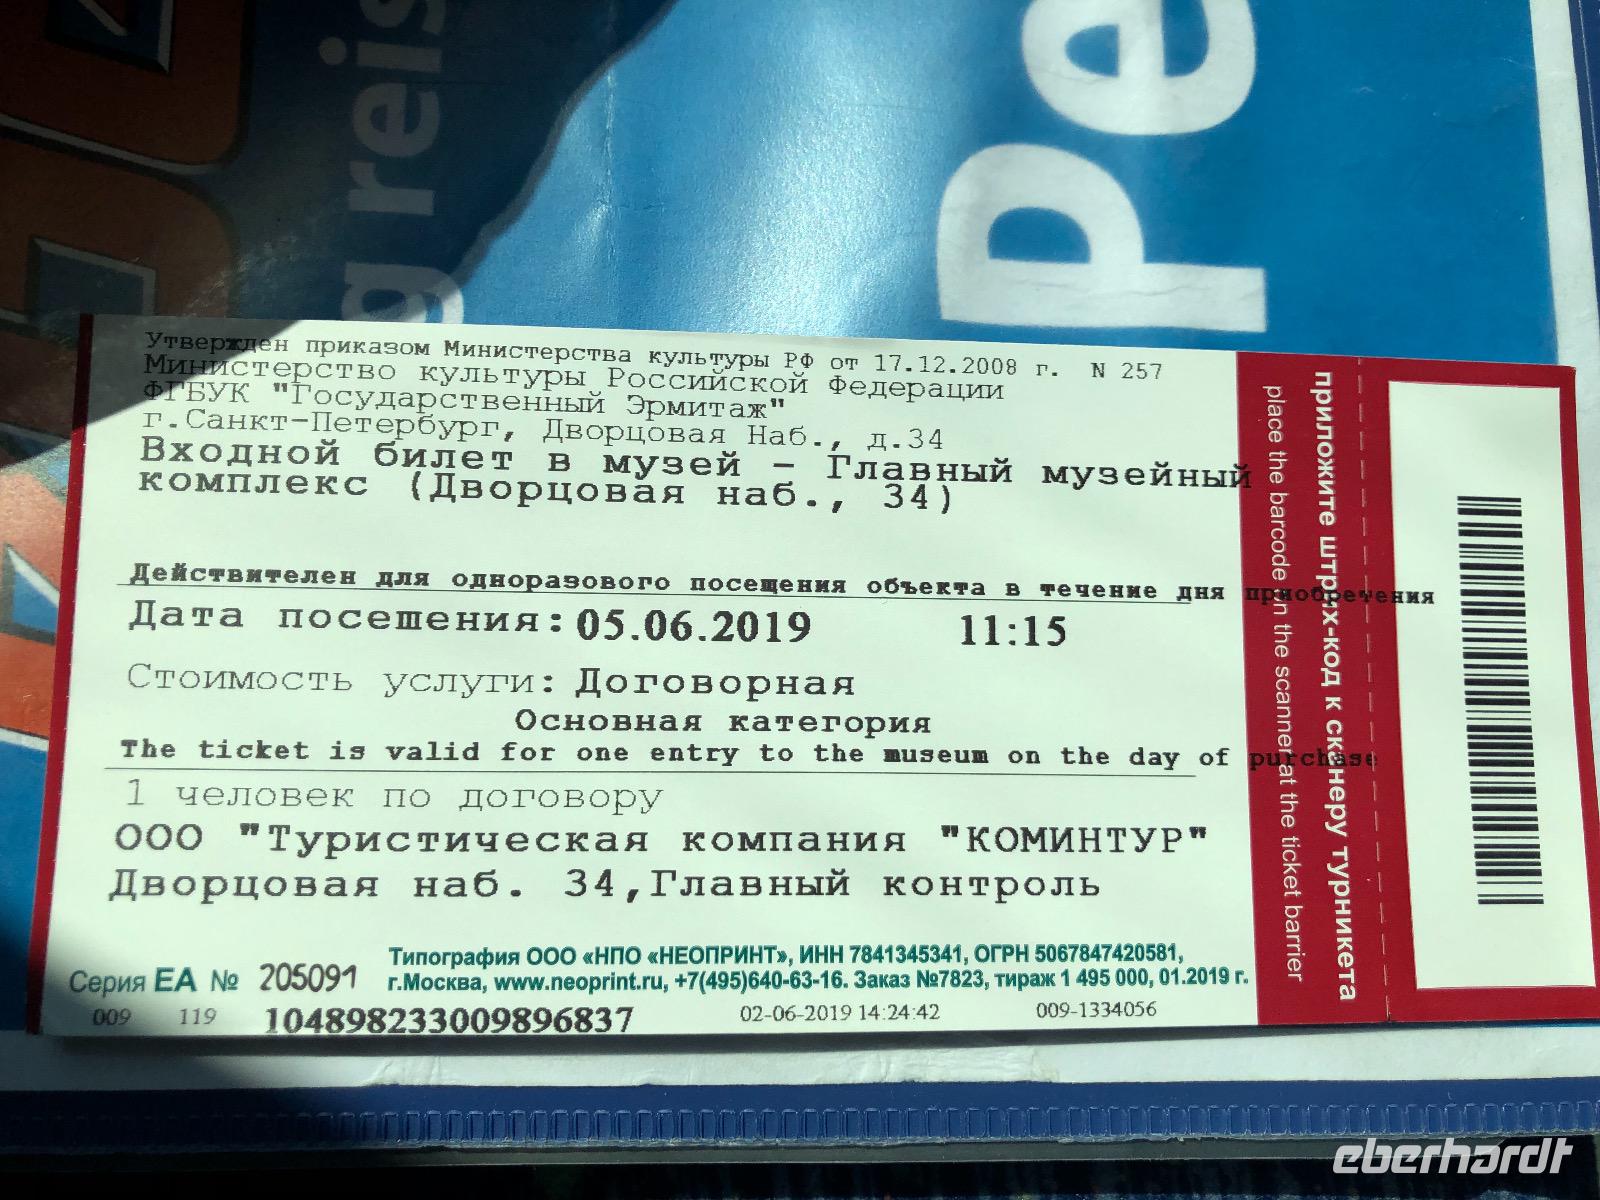 g reis
Pe
Утвержден приказом Министерства культуры РФ от 17.12.2008 г. N 257
Министерство культуры Российской Федерации
ФГБУК "Государственный Эрмитаж"
г.Санкт-Петербург, Дворцовая Наб., д.34
Входной билет в музей - Главный музейный
комплекс (Дворцовая наб., 34)
Действителен для одноразового посещения объекта в течение дня приобретения
Дата посещения: 05.06.2019 11:15
Стоимость услуги: Договорная
Основная категория
The ticket is valid for one entry to the museum on the day of purchase
1 человек по договору
ООО "Туристическая компания "КОМИНТУР"
Дворцовая наб. 34,Главный контроль
Типография ООО «НПО «НЕОПРИНТ», ИНН 7841345341, ОГРН 5067847420581,
г.Москва, www.neoprint.ru, +7(495)640-63-16. Заказ №7823, тираж 1 495 000, 01.2019 г.
Серия ЕА № 205091
009 119 104898233009896837 02-06-2019 14:24:42 009-1334056
приложите штрих-код к сканеру турникета
place the barcode on the scanner at the ticket barrier
eberhardt